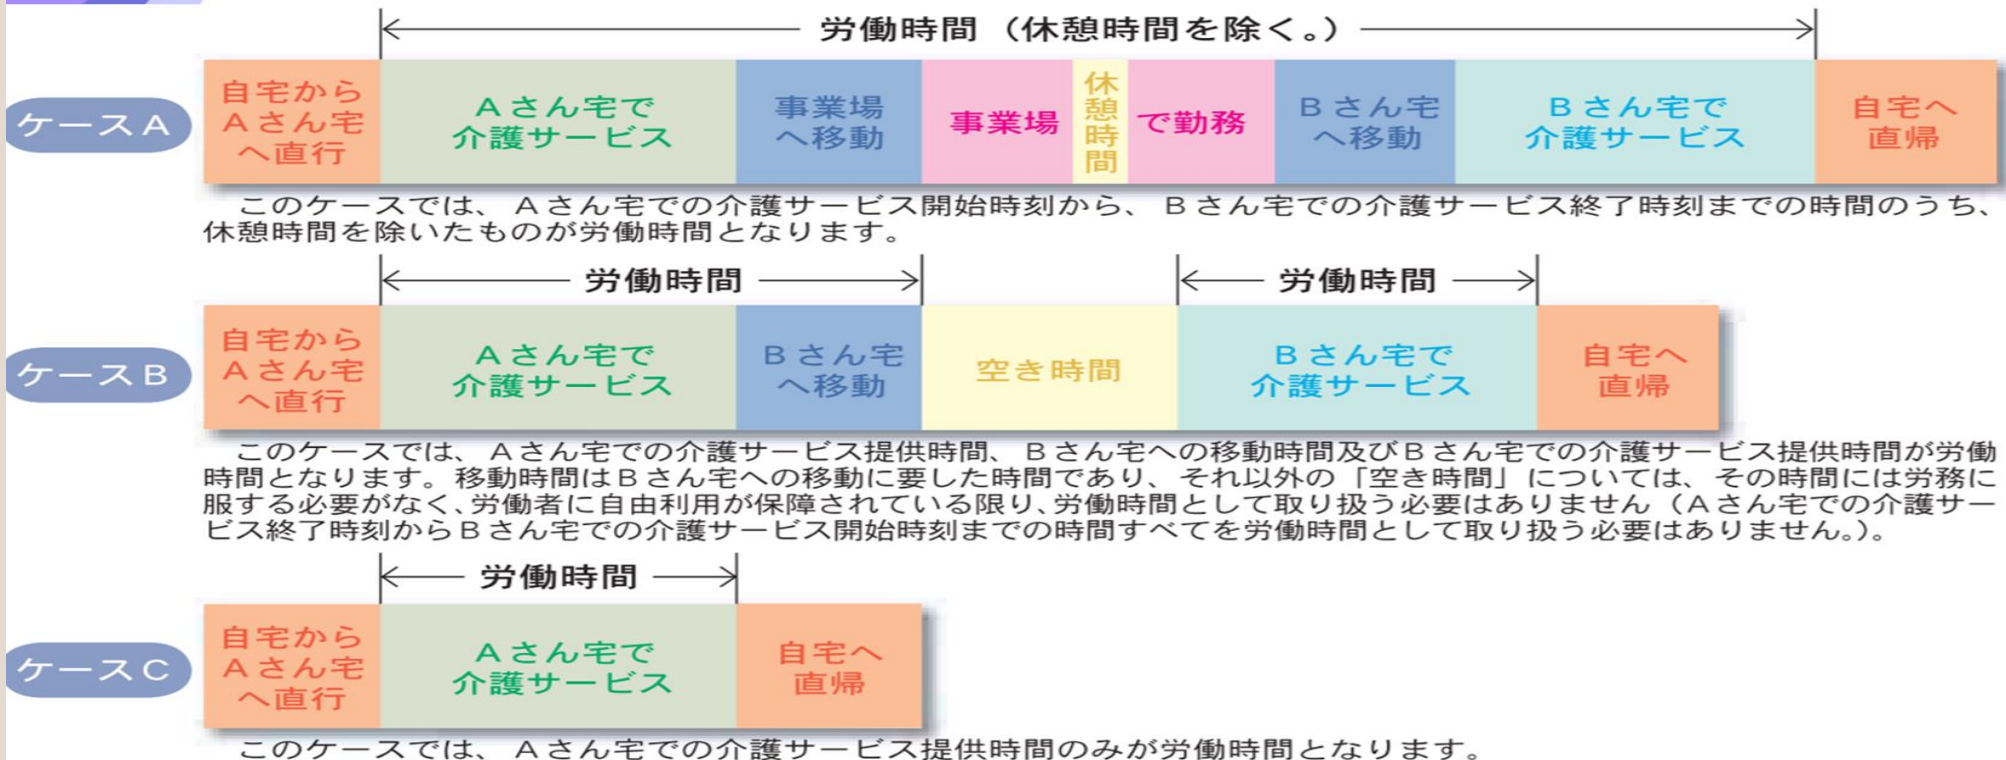 労働時間（休憩時間を除く。）
ケースA
自宅から
Aさん宅
へ直行
Aさん宅で
介護サービス
事業場
へ移動
事業場
休憩時間
で勤務
Bさん宅
へ移動
Bさん宅で
介護サービス
自宅へ
直帰
このケースでは、Aさん宅での介護サービス開始時刻から、Bさん宅での介護サービス終了時刻までの時間のうち、
休憩時間を除いたものが労働時間となります。
労働時間
労働時間
ケースB
自宅から
Aさん宅
へ直行
Aさん宅で
介護サービス
Bさん宅
へ移動
空き時間
Bさん宅で
介護サービス
自宅へ
直帰
このケースでは、Aさん宅での介護サービス提供時間、Bさん宅への移動時間及びBさん宅での介護サービス提供時間が労働
時間となります。移動時間はBさん宅への移動に要した時間であり、それ以外の「空き時間」については、その時間には労務に
服する必要がなく、労働者に自由利用が保障されている限り、労働時間として取り扱う必要はありません（Aさん宅での介護サー
ビス終了時刻からBさん宅での介護サービス開始時刻までの時間すべてを労働時間として取り扱う必要はありません。）。
労働時間
ケースC
自宅から
Aさん宅
へ直行
Aさん宅で
介護サービス
自宅へ
直帰
このケースでは、Aさん宅での介護サービス提供時間のみが労働時間となります。